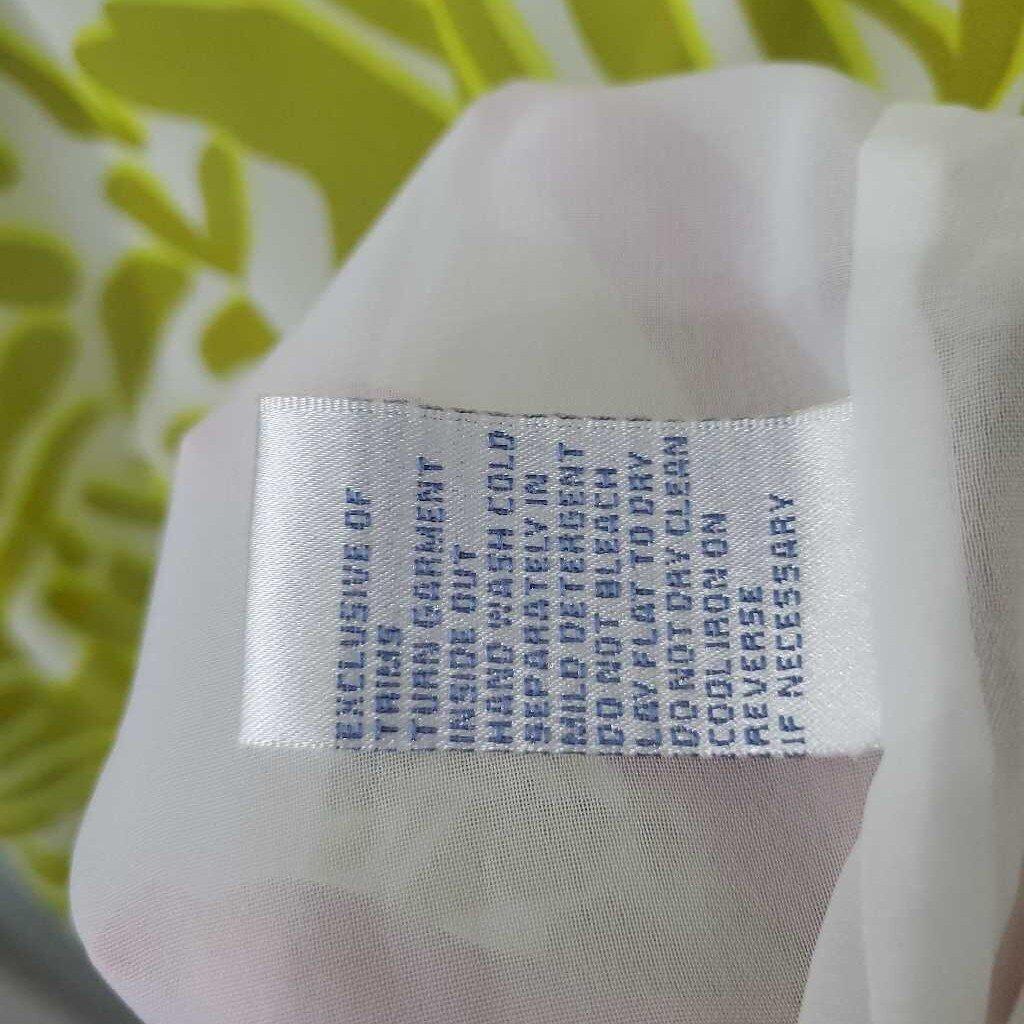 EXCLUSIVE OF
TRIMS
TURN GARMENT
INSIDE OUT
HAND WASH COLD
SEPARATELY IN
MILD DETERGENT
DO NOT BLEACH
LAY FLAT TO DRY
DO NOT DRY CLEAN
COOL IRON ON
REVERSE
IF NECESSARY